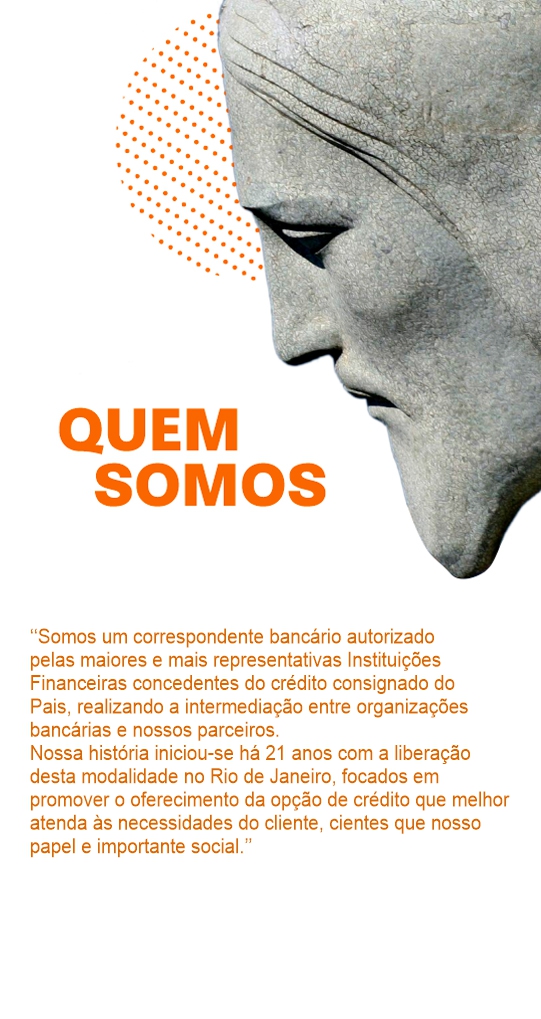 QUEM
SOMOS
‘‘Somos um correspondente bancário autorizado
pelas maiores e mais representativas Instituições
Financeiras concedentes do crédito consignado do
Pais, realizando a intermediação entre organizações
bancárias e nossos parceiros.
Nossa história iniciou-se há 21 anos com a liberação
desta modalidade no Rio de Janeiro, focados em
promover o oferecimento da opção de crédito que melhor
atenda às necessidades do cliente, cientes que nosso
papel e importante social.’’